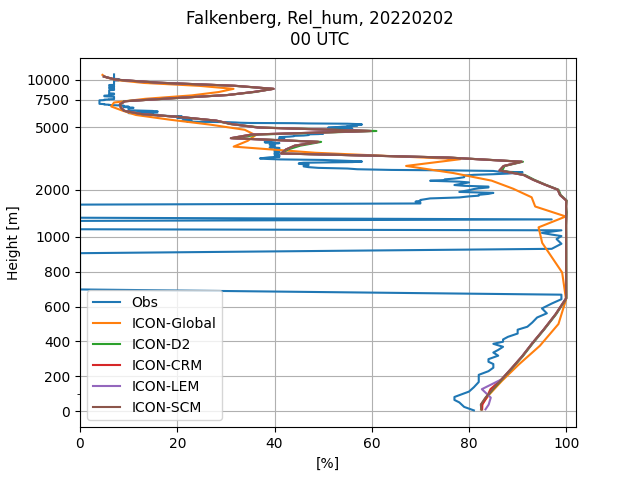 Falkenberg, Rel_hum, 20220202
00 UTC
Height [m]
10000
7500
5000
2000
1000
800
600
400
200
0
Obs
ICON-Global
ICON-D2
ICON-CRM
ICON-LEM
ICON-SCM
0 20 40 60 80 100
[%]